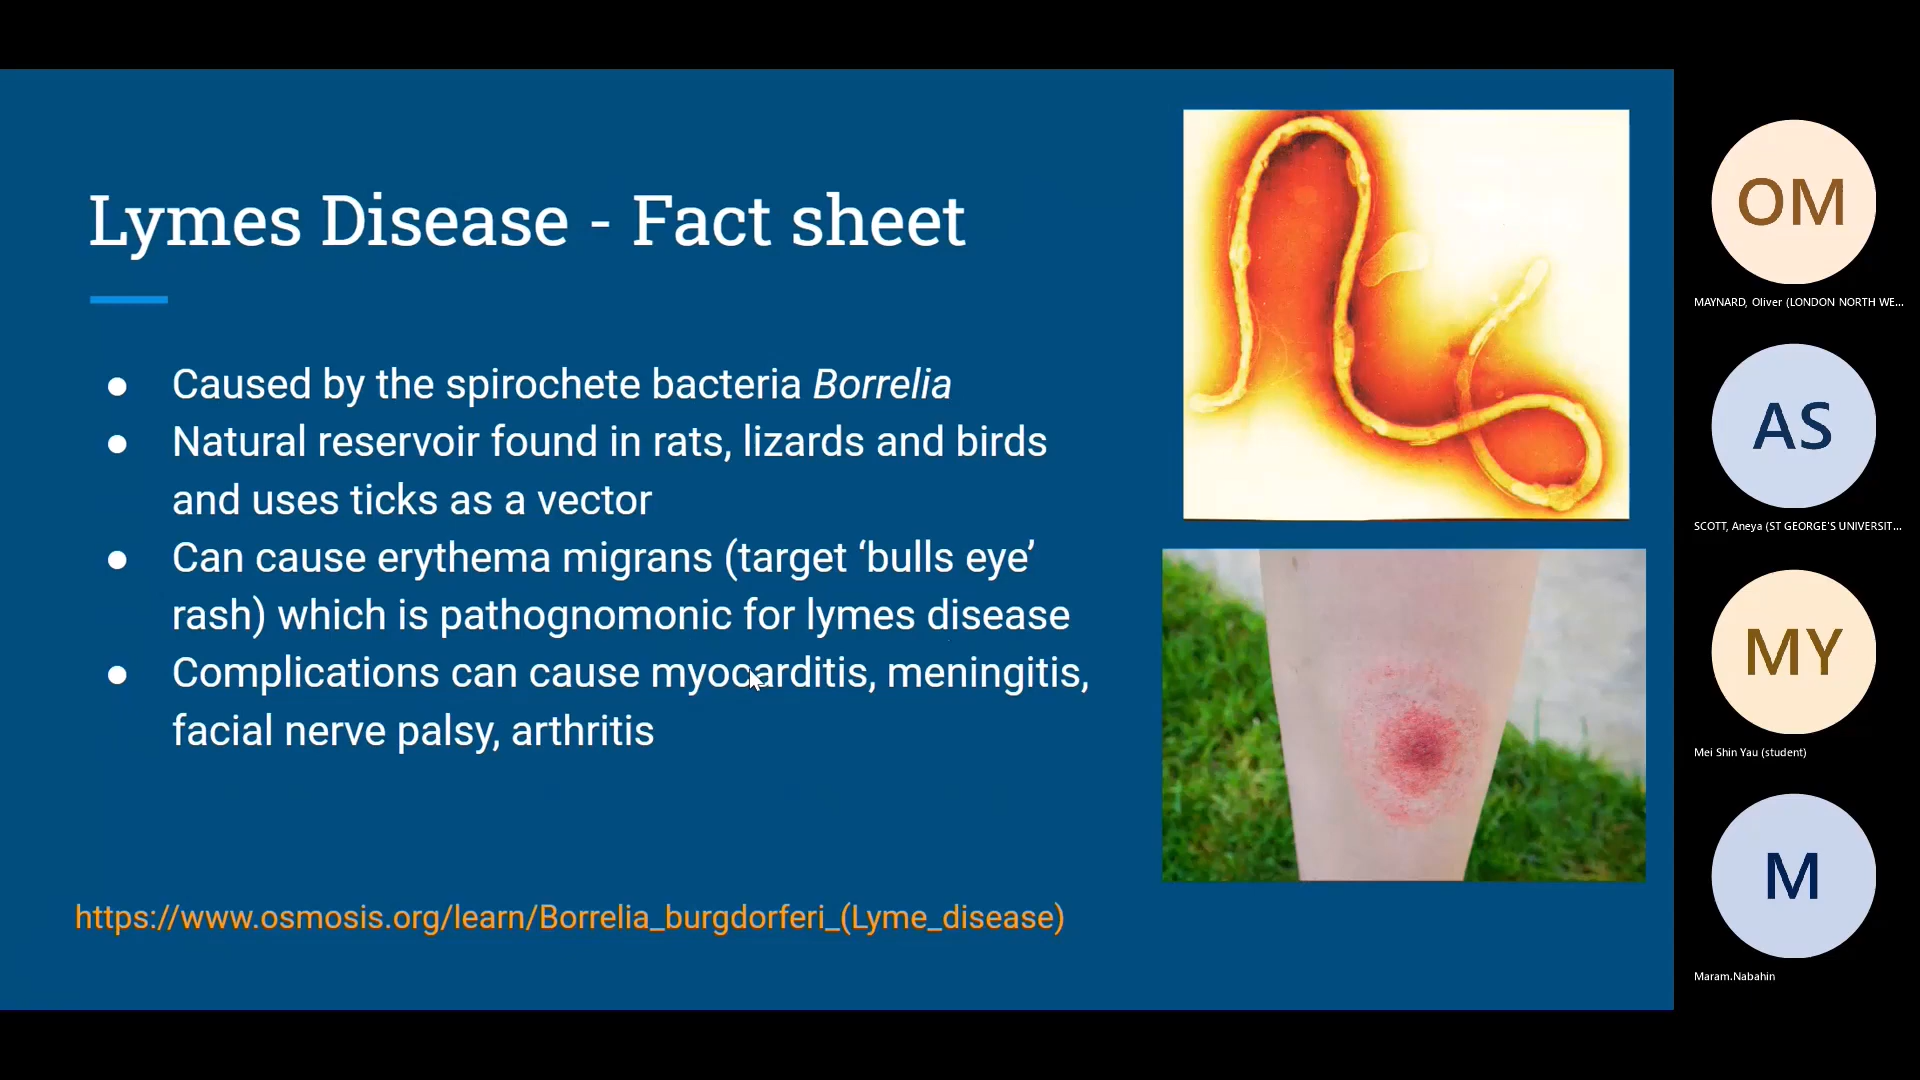 Lymes Disease - Fact sheet
● Caused by the spirochete bacteria Borrelia
● Natural reservoir found in rats, lizards and birds
and uses ticks as a vector
● Can cause erythema migrans (target ‘bulls eye’
rash) which is pathognomonic for lymes disease
● Complications can cause myocarditis, meningitis,
facial nerve palsy, arthritis
https://www.osmosis.org/learn/Borrelia_burgdorferi_(Lyme_disease)
OM
MAYNARD, Oliver (LONDON NORTH WE...
AS
SCOTT, Aneya (ST GEORGE'S UNIVERSIT...
MY
Mei Shin Yau (student)
M
Maram.Nabahin